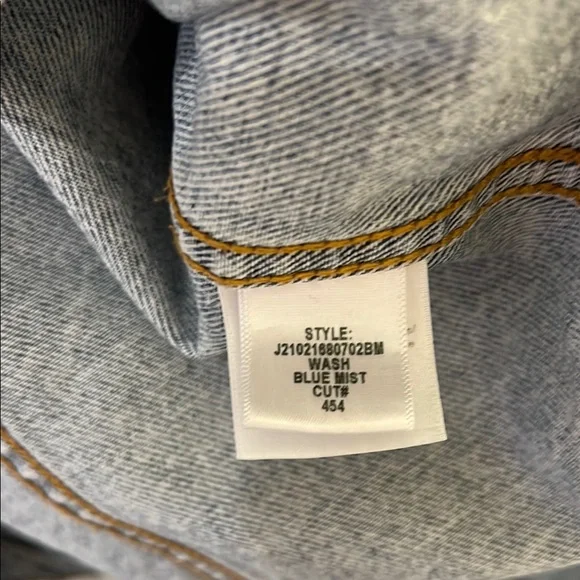 STYLE:
J21021680702BM
WASH
BLUE MIST
CUT#
454